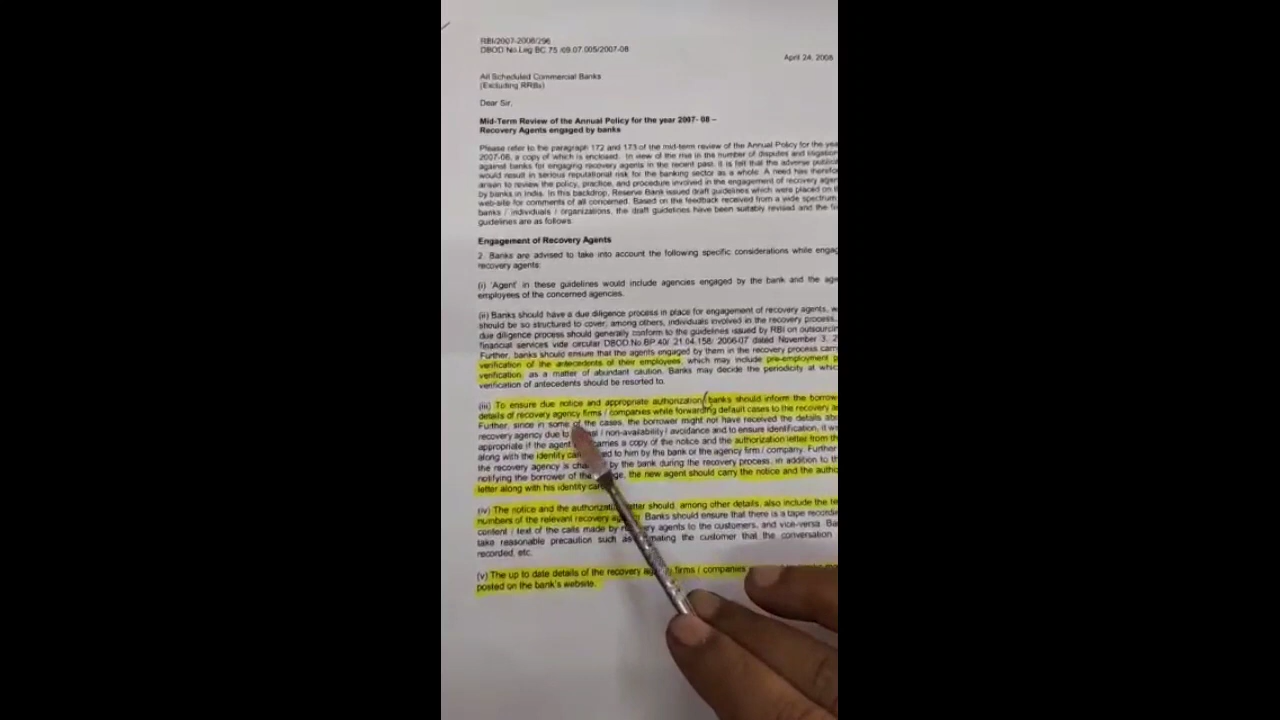 RBI/2007-2008/296
DBOD No.Leg BC.75 /09.07.005/2007-08
April 24, 2008
All Scheduled Commercial Banks
(Excluding RRBs)
Dear Sir,
Mid-Term Review of the Annual Policy for the year 2007- 08 –
Recovery Agents engaged by banks
Please refer to the paragraph 172 and 173 of the mid-term review of the Annual Policy for the
2007-08, a copy of which is enclosed. In view of the rise in the number of disputes and litigation
against banks for engaging recovery agents in the recent past, it is felt that the adverse
would result in serious reputational risk for the banking sector as a whole. A need has
arisen to review the policy, practice, and procedure involved in the engagement of recovery
by banks in India. In this backdrop, Reserve Bank issued draft guidelines which were placed on
web-site for comments of all concerned. Based on the feedback received from a wide spectrum
banks / individuals / organizations, the draft guidelines have been suitably revised and the
guidelines are as follows.
Engagement of Recovery Agents
2. Banks are advised to take into account the following specific considerations while
recovery agents:
(i) 'Agent' in these guidelines would include agencies engaged by the bank and the
employees of the concerned agencies.
(ii) Banks should have a due diligence process in place for engagement of recovery agents,
should be so structured to cover, among others, individuals involved in the recovery process.
due diligence process should generally conform to the guidelines issued by RBI on
financial services vide circular DBOD.No.BP.40/ 21.04.158/ 2006-07 dated November 3,
Further, banks should ensure that the agents engaged by them in the recovery process
verification of the antecedents of their employees, which may include pre-employment
verification, as a matter of abundant caution. Banks may decide the periodicity at
verification of antecedents should be resorted to.
(iii) To ensure due notice and appropriate authorization, banks should inform the
details of recovery agency firms / companies while forwarding default cases to the recovery
Further, since in some of the cases, the borrower might not have received the details
recovery agency due to / non-availability / avoidance and to ensure identification, it
appropriate if the agent carries a copy of the notice and the authorization letter from
along with the identity to him by the bank or the agency firm / company. Further
the recovery agency is by the bank during the recovery process, in addition to
notifying the borrower of the the new agent should carry the notice and the
letter along with his identity
(iv) The notice and the letter should, among other details, also include the
numbers of the relevant recovery Banks should ensure that there is a tape
content / text of the calls made by agents to the customers, and vice-versa.
take reasonable precaution such as the customer that the conversation
recorded, etc.
(v) The up to date details of the recovery firms / companies
posted on the bank's website.